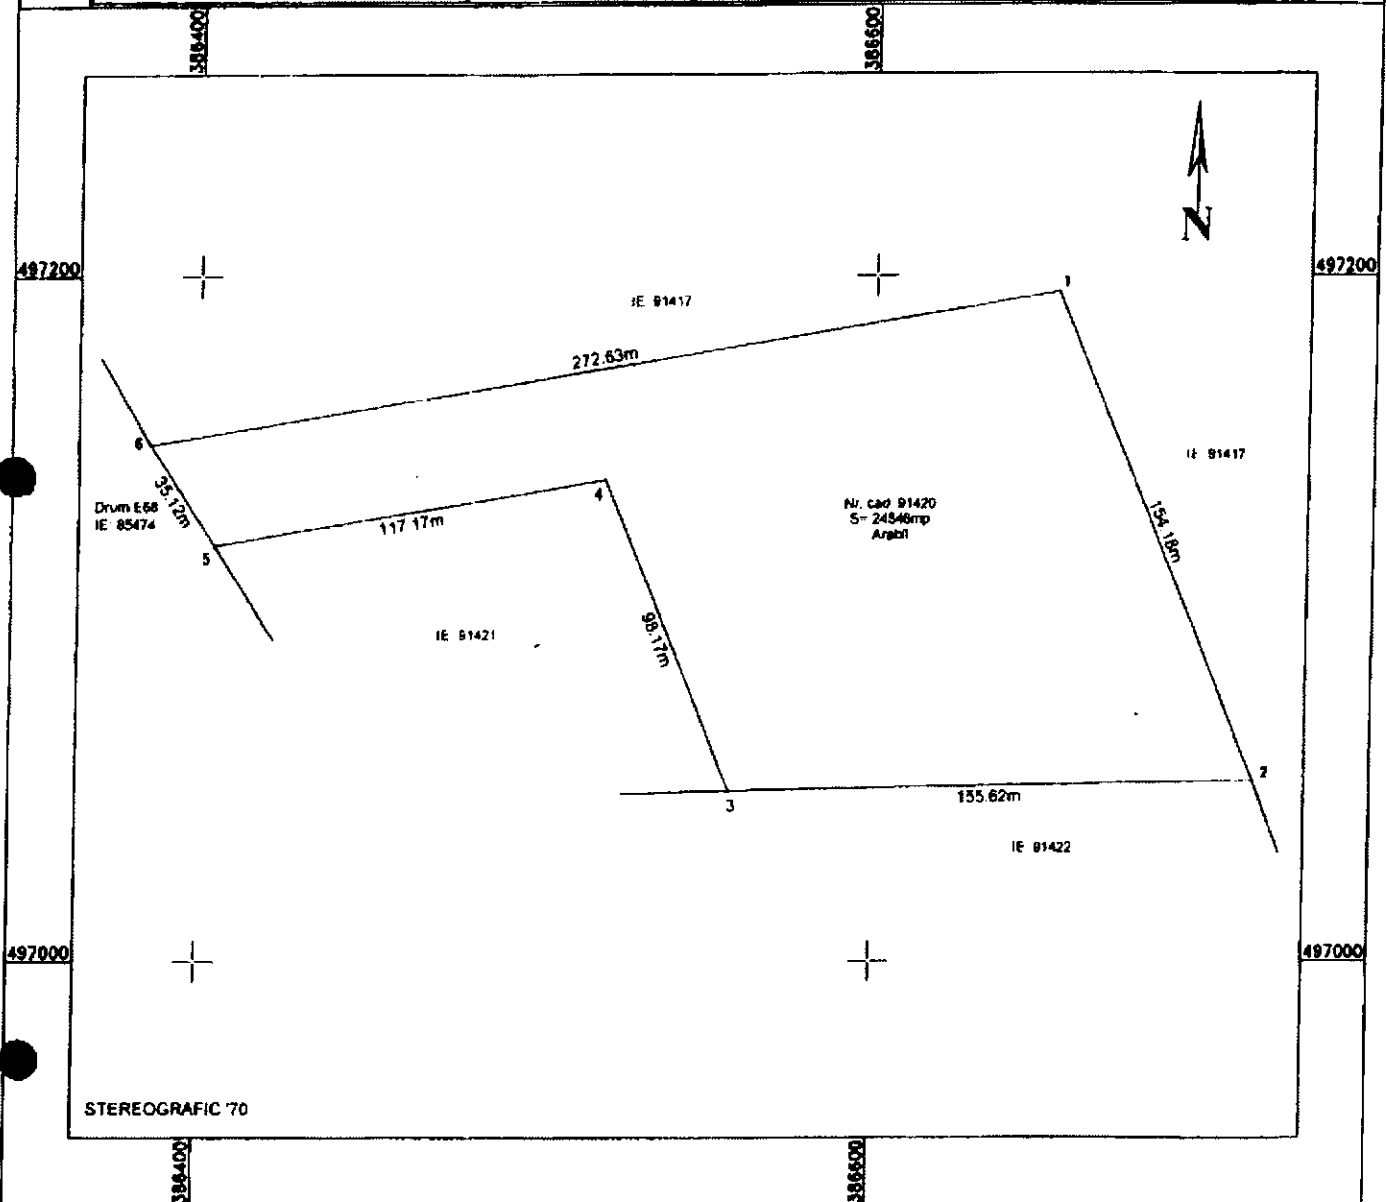 386400
386600
N
497200
497200
1
IE 91417
272.63m
6
IE 91417
35.12m
4
Nr. cad 91420
S= 24546mp
Arabil
Drum E68
IE 85474
117.17m
154.18m
5
98.17m
IE 91421
2
155.62m
3
IE 91422
497000
497000
STEREOGRAFIC '70
386400
386600